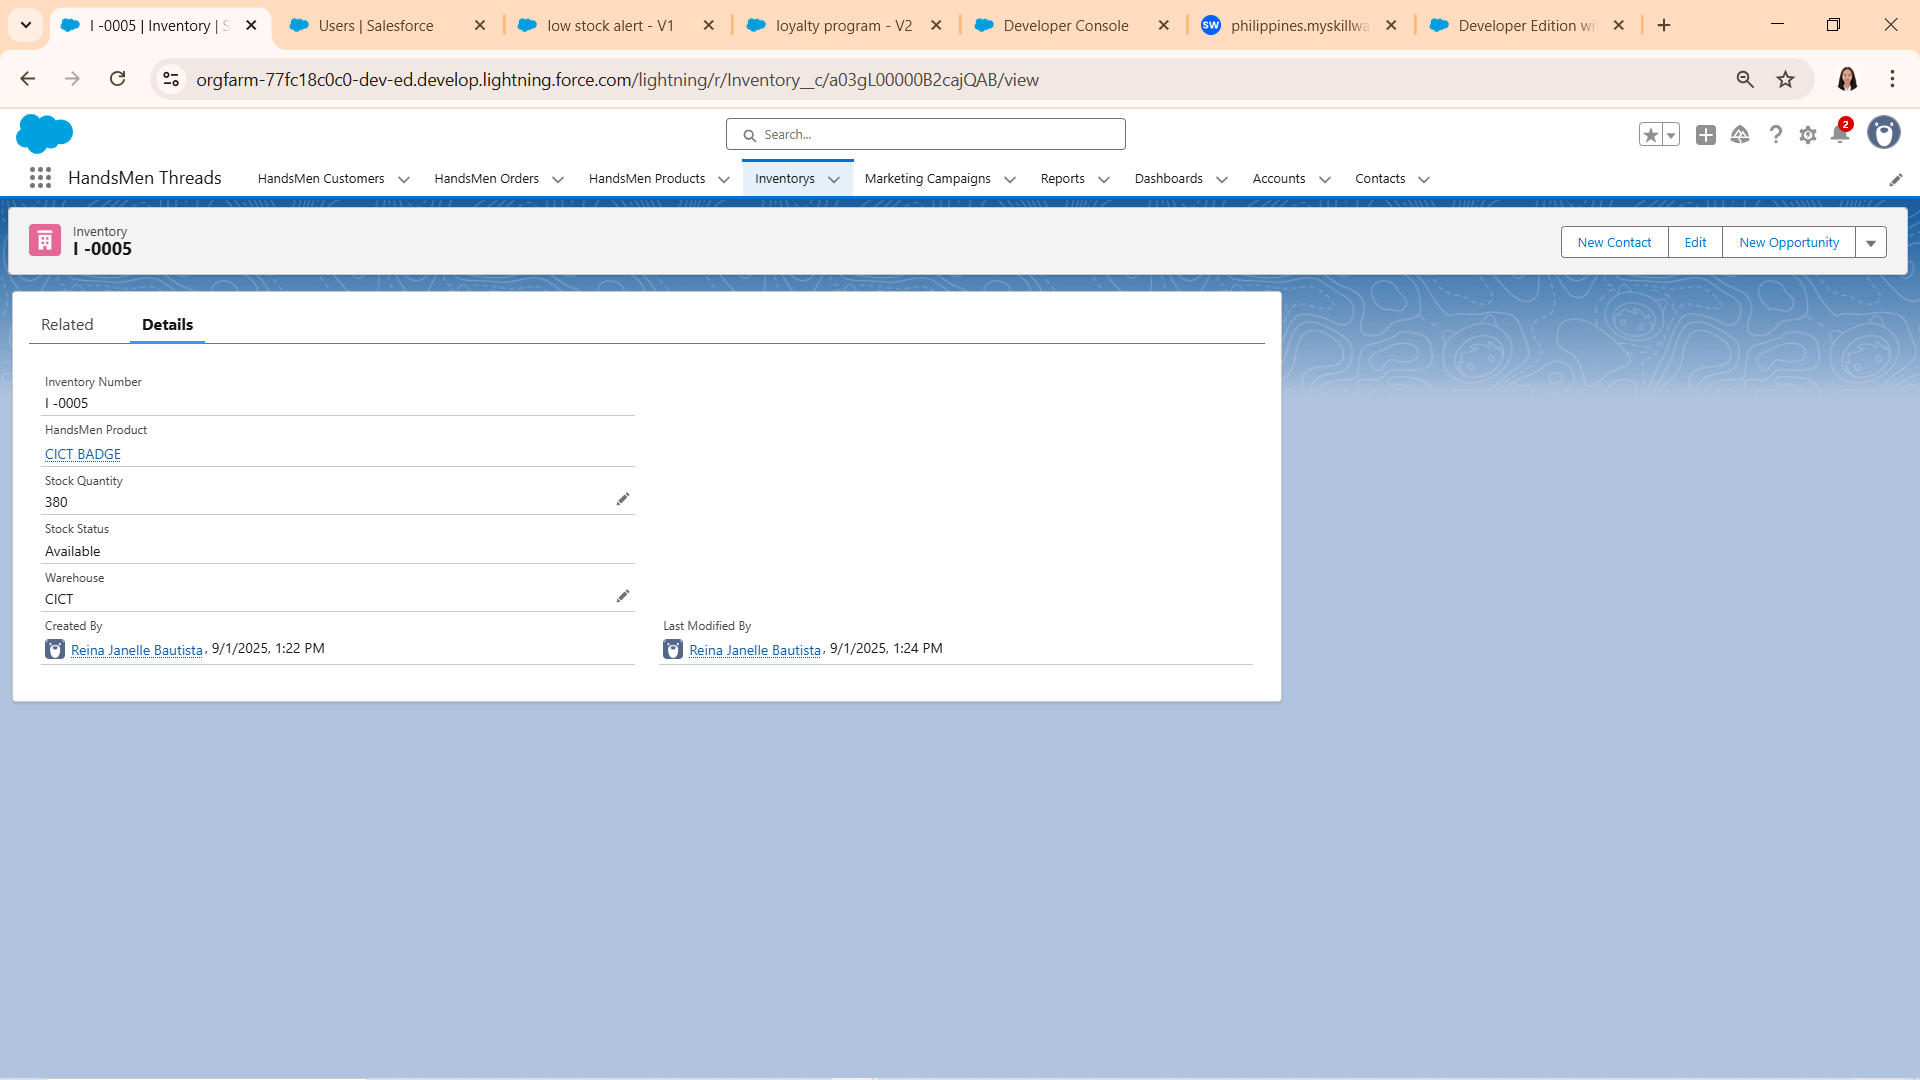 I -0005 | Inventory | S
Users | Salesforce
low stock alert - V1
loyalty program - V2
Developer Console
SW
philippines.myskillwa
Developer Edition wi
orgfarm-77fc18c0c0-dev-ed.develop.lightning.force.com/lightning/r/Inventory__c/a03gL00000B2cajQAB/view
Search...
2
HandsMen Threads
HandsMen Customers
HandsMen Orders
HandsMen Products
Inventorys
Marketing Campaigns
Reports
Dashboards
Accounts
Contacts
Inventory
I -0005
New Contact
Edit
New Opportunity
Related
Details
Inventory Number
I -0005
HandsMen Product
CICT BADGE
Stock Quantity
380
Stock Status
Available
Warehouse
CICT
Created By
Reina Janelle Bautista, 9/1/2025, 1:22 PM
Last Modified By
Reina Janelle Bautista, 9/1/2025, 1:24 PM